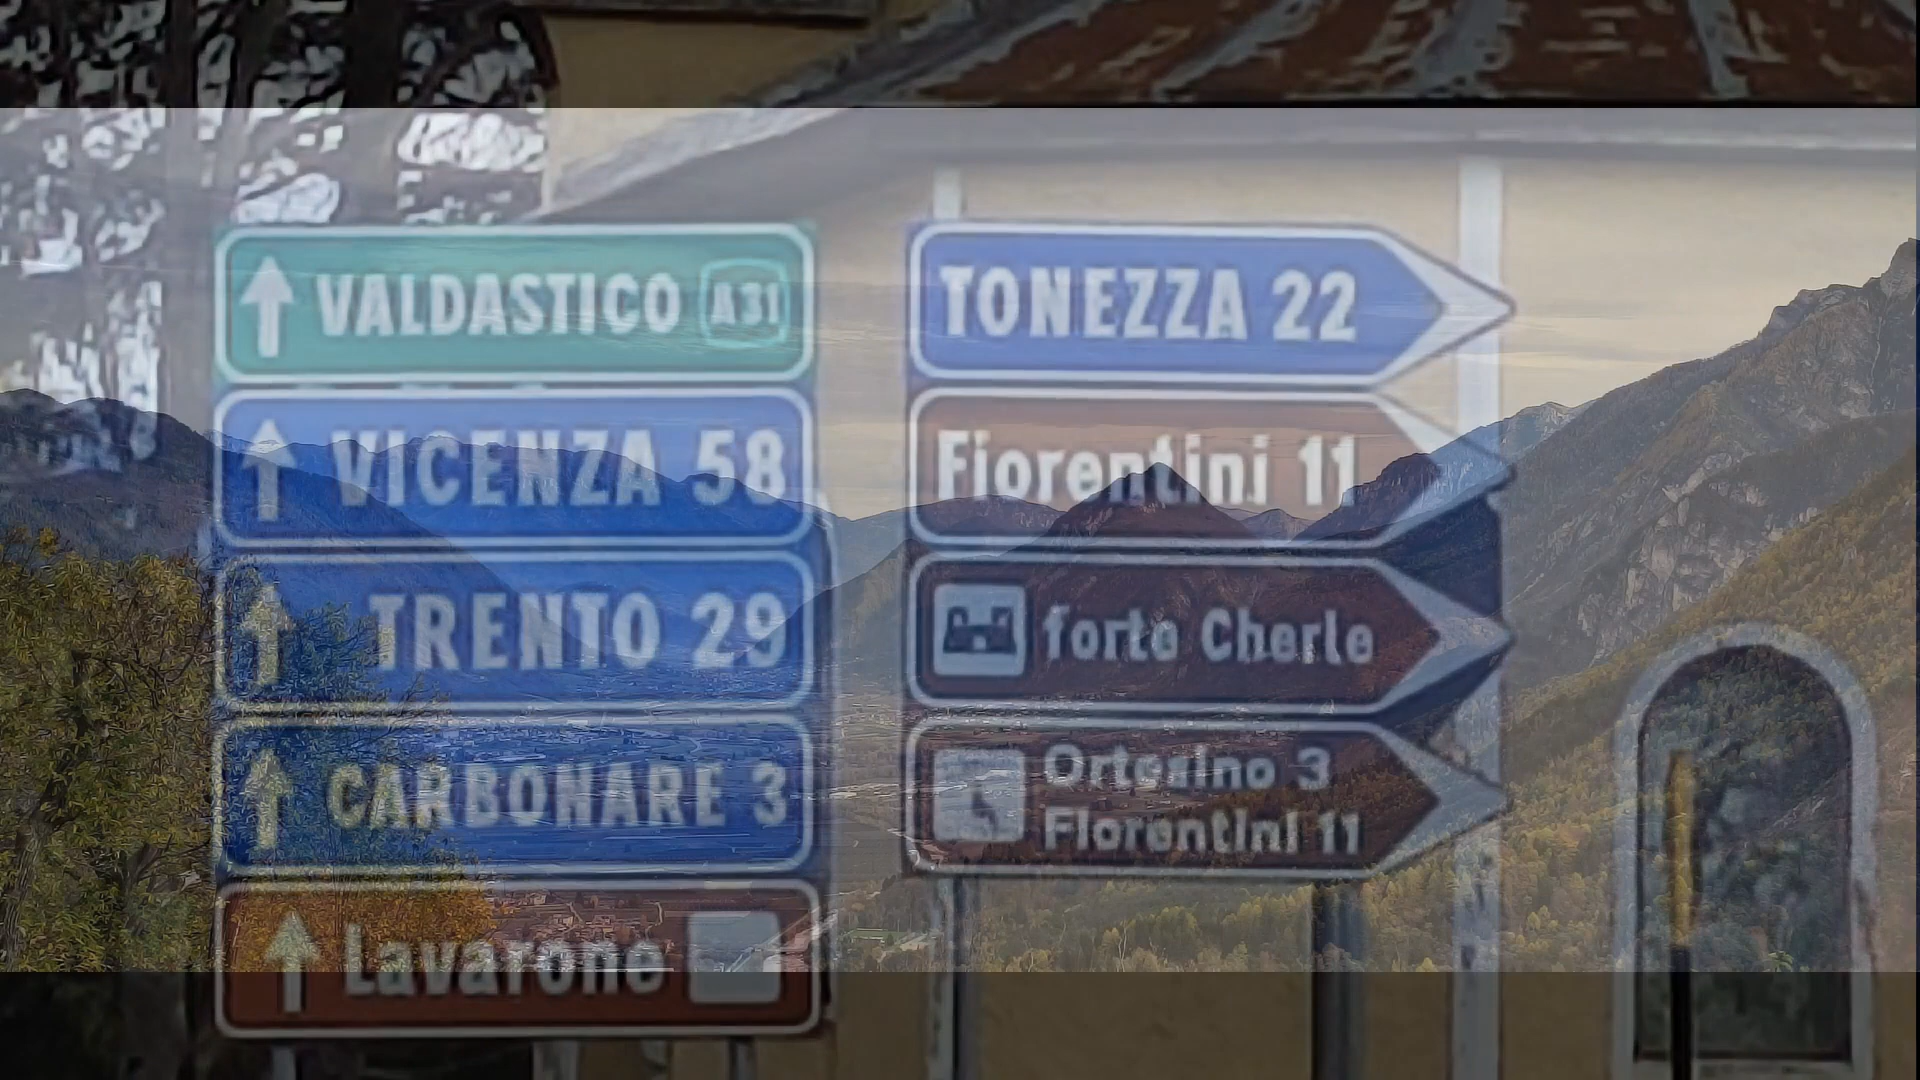 VALDASTICO A31
VICENZA 58
TRENTO 29
CARBONARE 3
Lavarone
TONEZZA 22
Fiorentini 11
forte Cherle
Ortesino 3
Fiorentini 11